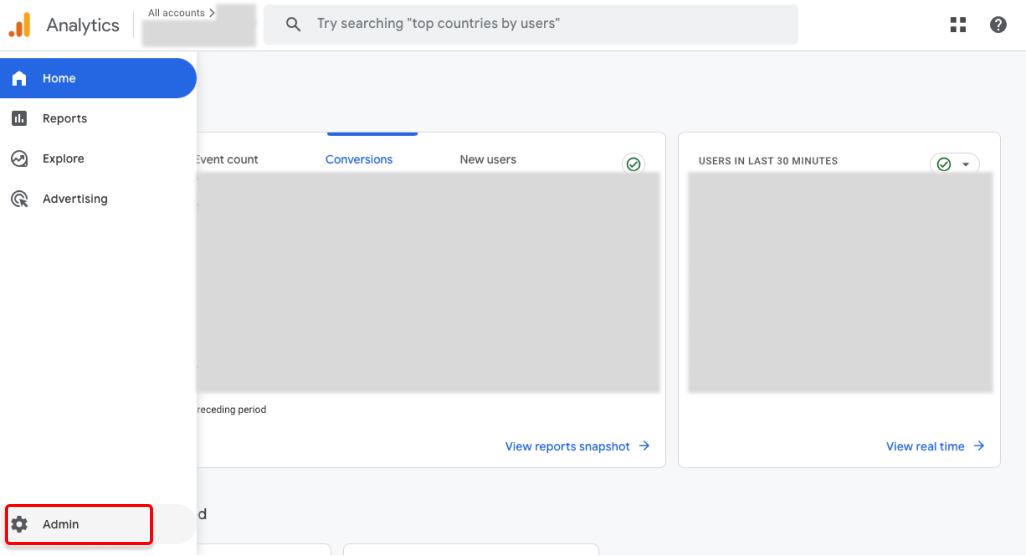 Analytics
All accounts
Try searching "top countries by users"
Home
Reports
Explore
Advertising
Admin
Event count
Conversions
New users
receding period
View reports snapshot
USERS IN LAST 30 MINUTES
View real time
d